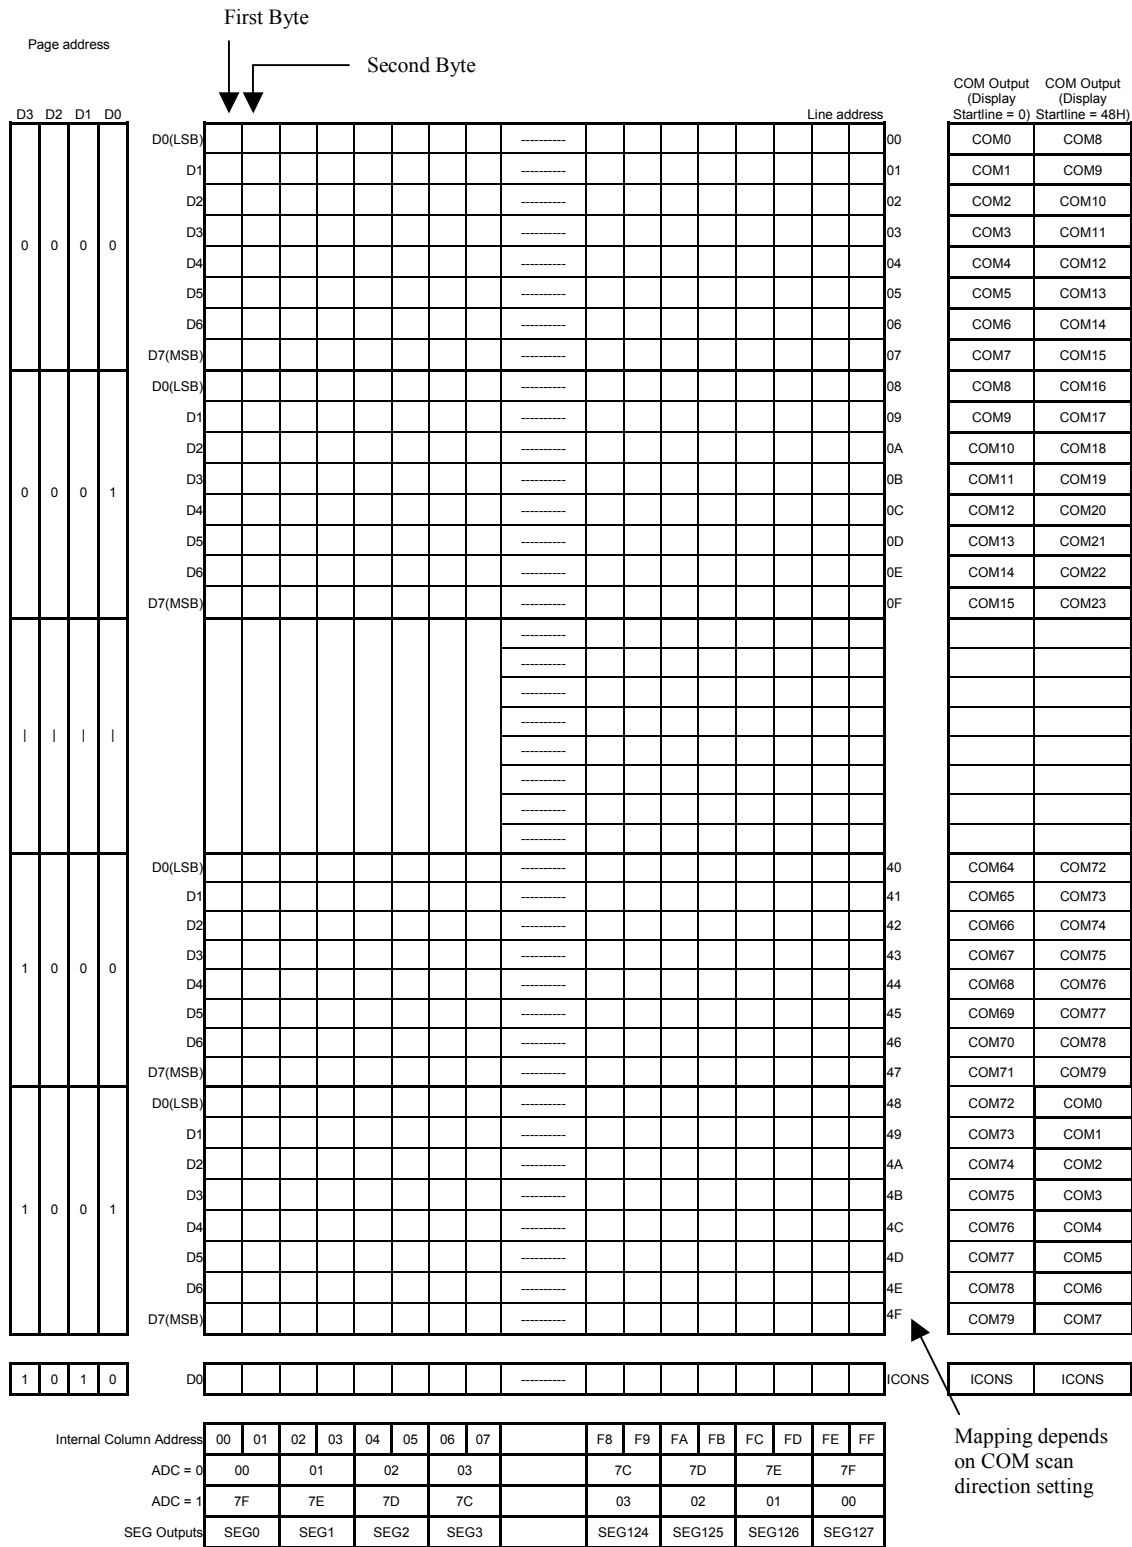 First Byte
Page address
Second Byte
COM Output COM Output
(Display (Display
D3 D2 D1 D0 Line address Startline = 0) Startline = 48H)
D0(LSB) ---------- 00 COM0 COM8
D1 ---------- 01 COM1 COM9
D2 ---------- 02 COM2 COM10
D3 ---------- 03 COM3 COM11
0 0 0 0
D4 ---------- 04 COM4 COM12
D5 ---------- 05 COM5 COM13
D6 ---------- 06 COM6 COM14
D7(MSB) ---------- 07 COM7 COM15
D0(LSB) ---------- 08 COM8 COM16
D1 ---------- 09 COM9 COM17
D2 ---------- 0A COM10 COM18
D3 ---------- 0B COM11 COM19
0 0 0 1
D4 ---------- 0C COM12 COM20
D5 ---------- 0D COM13 COM21
D6 ---------- 0E COM14 COM22
D7(MSB) ---------- 0F COM15 COM23
----------
----------
----------
----------
| | | |
----------
----------
----------
----------
D0(LSB) ---------- 40 COM64 COM72
D1 ---------- 41 COM65 COM73
D2 ---------- 42 COM66 COM74
D3 ---------- 43 COM67 COM75
1 0 0 0
D4 ---------- 44 COM68 COM76
D5 ---------- 45 COM69 COM77
D6 ---------- 46 COM70 COM78
D7(MSB) ---------- 47 COM71 COM79
D0(LSB) ---------- 48 COM72 COM0
D1 ---------- 49 COM73 COM1
D2 ---------- 4A COM74 COM2
D3 ---------- 4B COM75 COM3
1 0 0 1
D4 ---------- 4C COM76 COM4
D5 ---------- 4D COM77 COM5
D6 ---------- 4E COM78 COM6
D7(MSB) ---------- 4F COM79 COM7
1 0 1 0 D0 ---------- ICONS ICONS ICONS
Internal Column Address 00 01 02 03 04 05 06 07 F8 F9 FA FB FC FD FE FF
ADC = 0 00 01 02 03 7C 7D 7E 7F
ADC = 1 7F 7E 7D 7C 03 02 01 00
SEG Outputs SEG0 SEG1 SEG2 SEG3 SEG124 SEG125 SEG126 SEG127
Mapping depends
on COM scan
direction setting